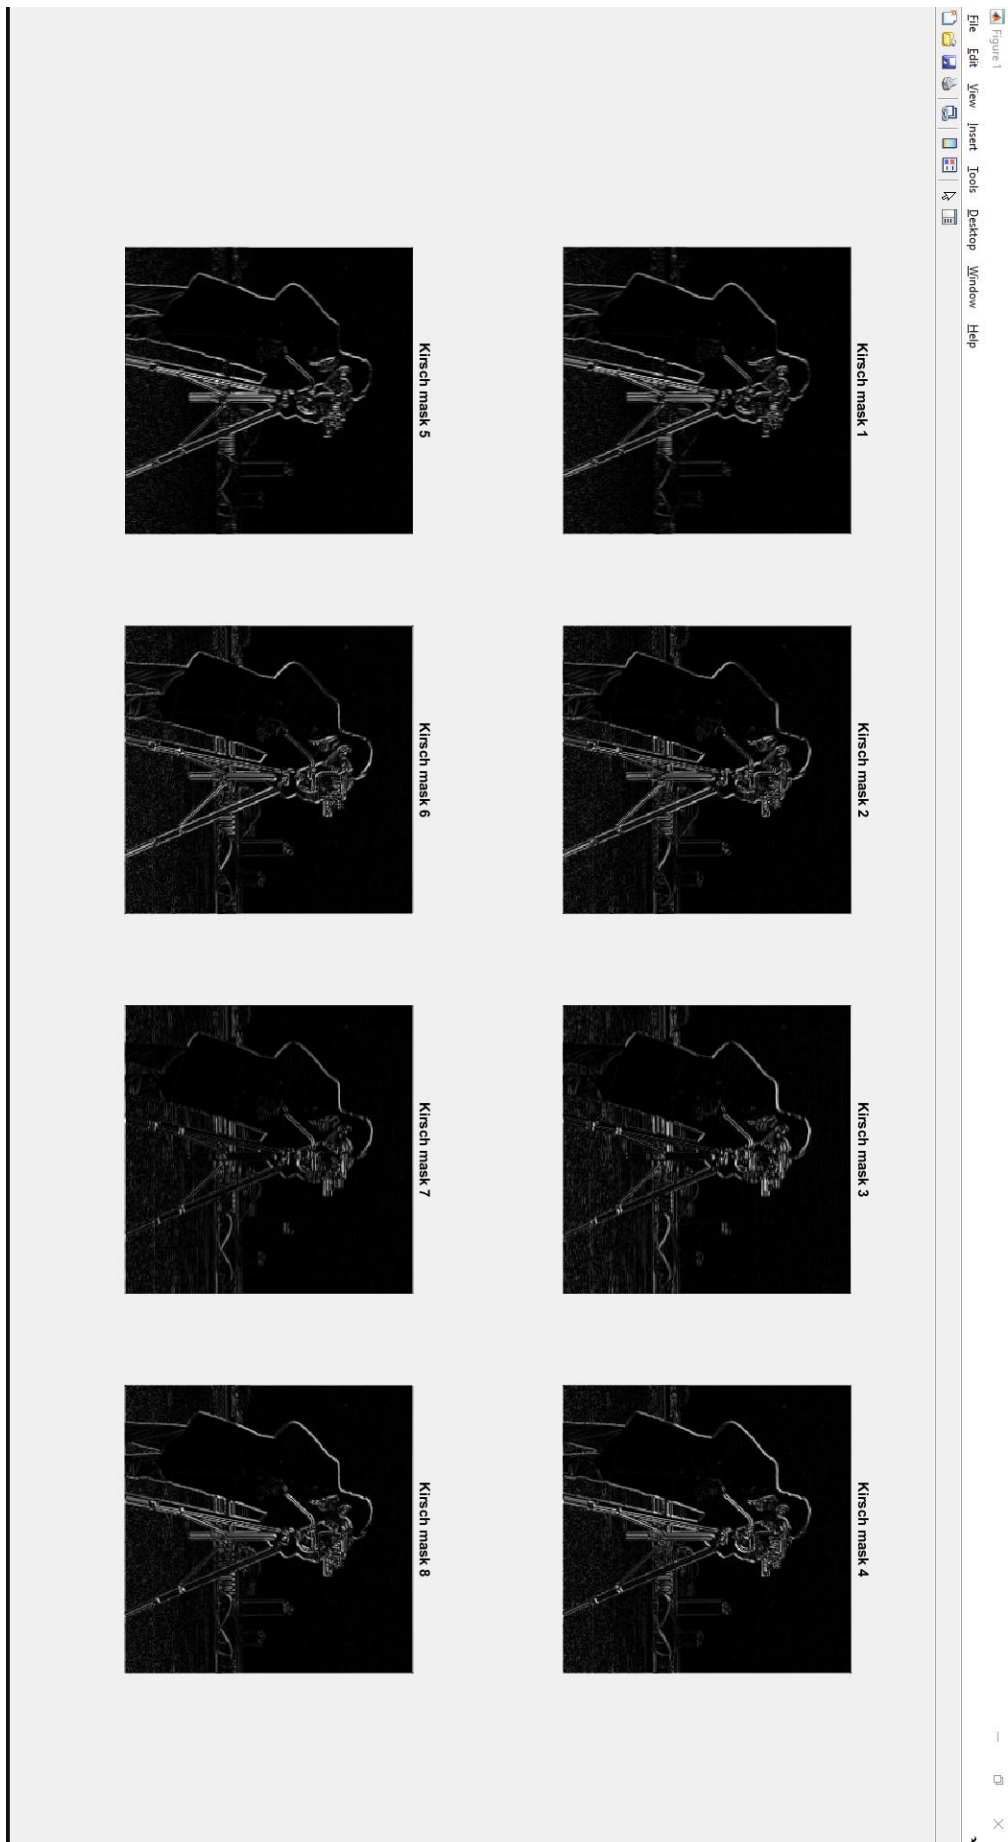 Figure 1
File Edit View Insert Tools Desktop Window Help
Kirsch mask 1
Kirsch mask 2
Kirsch mask 3
Kirsch mask 4
Kirsch mask 5
Kirsch mask 6
Kirsch mask 7
Kirsch mask 8